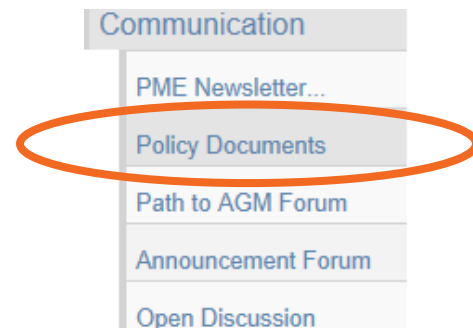 Communication
PME Newsletter...
Policy Documents
Path to AGM Forum
Announcement Forum
Open Discussion